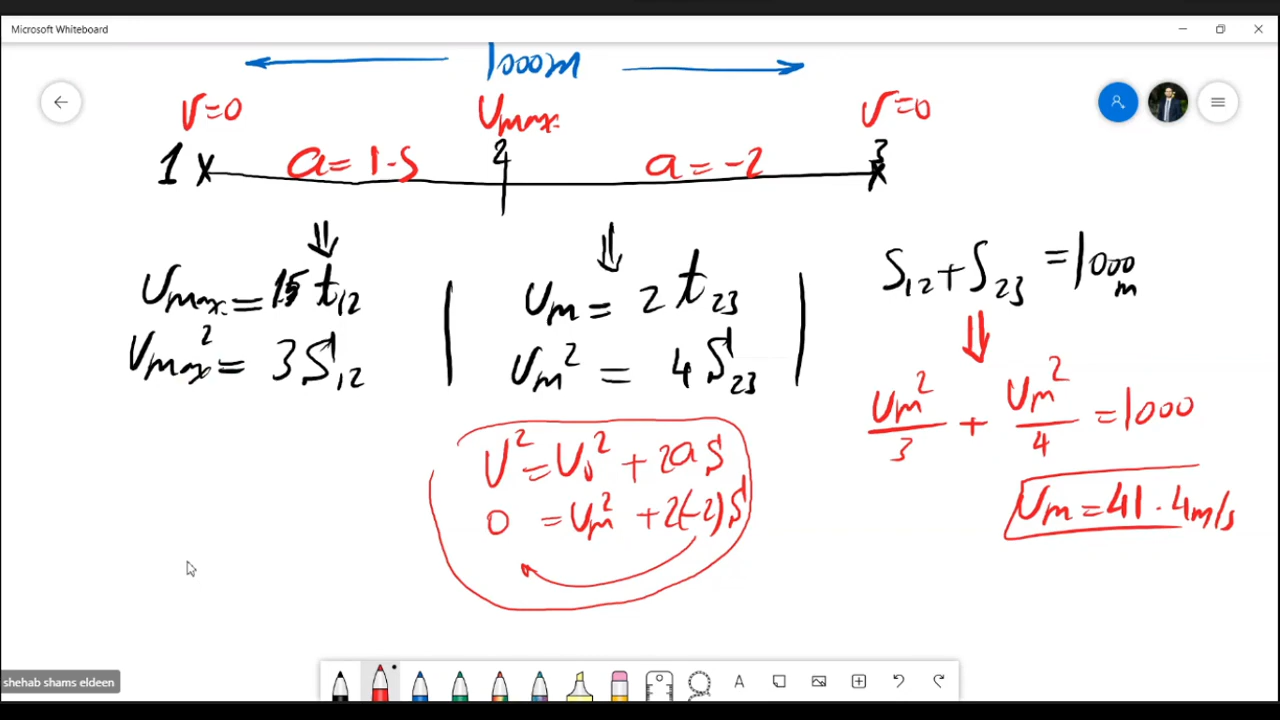 Microsoft Whiteboard
1000m
V=0
Vmax.
V=0
1
a=1.5
2
a=-2
3
Vmax.=1.5 t12
Vmax²=3S12
Vm=2t23
Vm²=4S23
S12+S23=1000m
Vm²/3+Vm²/4=1000
Vm=41.4m/s
V²=V0²+2aS
0=Vm²+2(-2)S
shehab shams eldeen
A